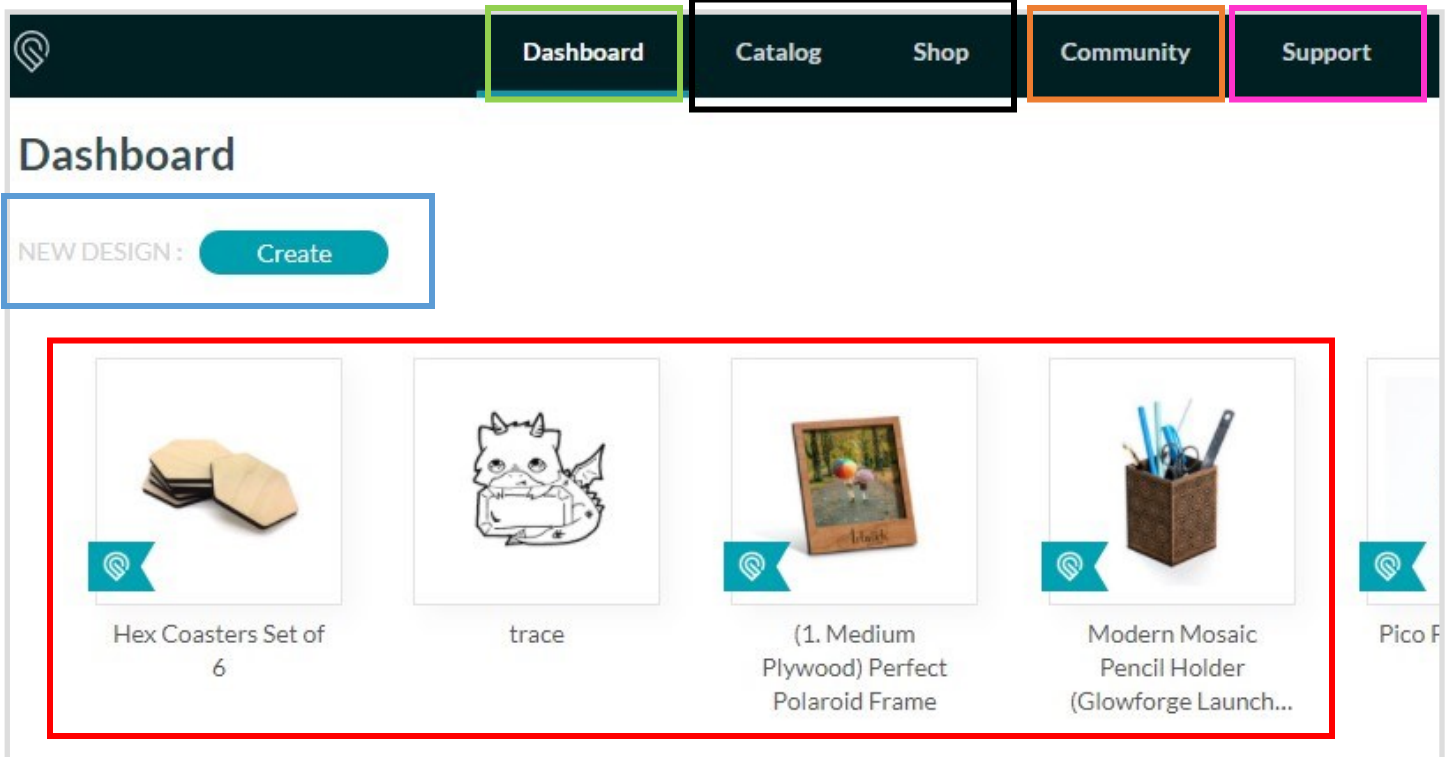 Dashboard Catalog Shop Community Support
Dashboard
NEW DESIGN : Create
Hex Coasters Set of
6
trace
(1. Medium
Plywood) Perfect
Polaroid Frame
Modern Mosaic
Pencil Holder
(Glowforge Launch...
Pico